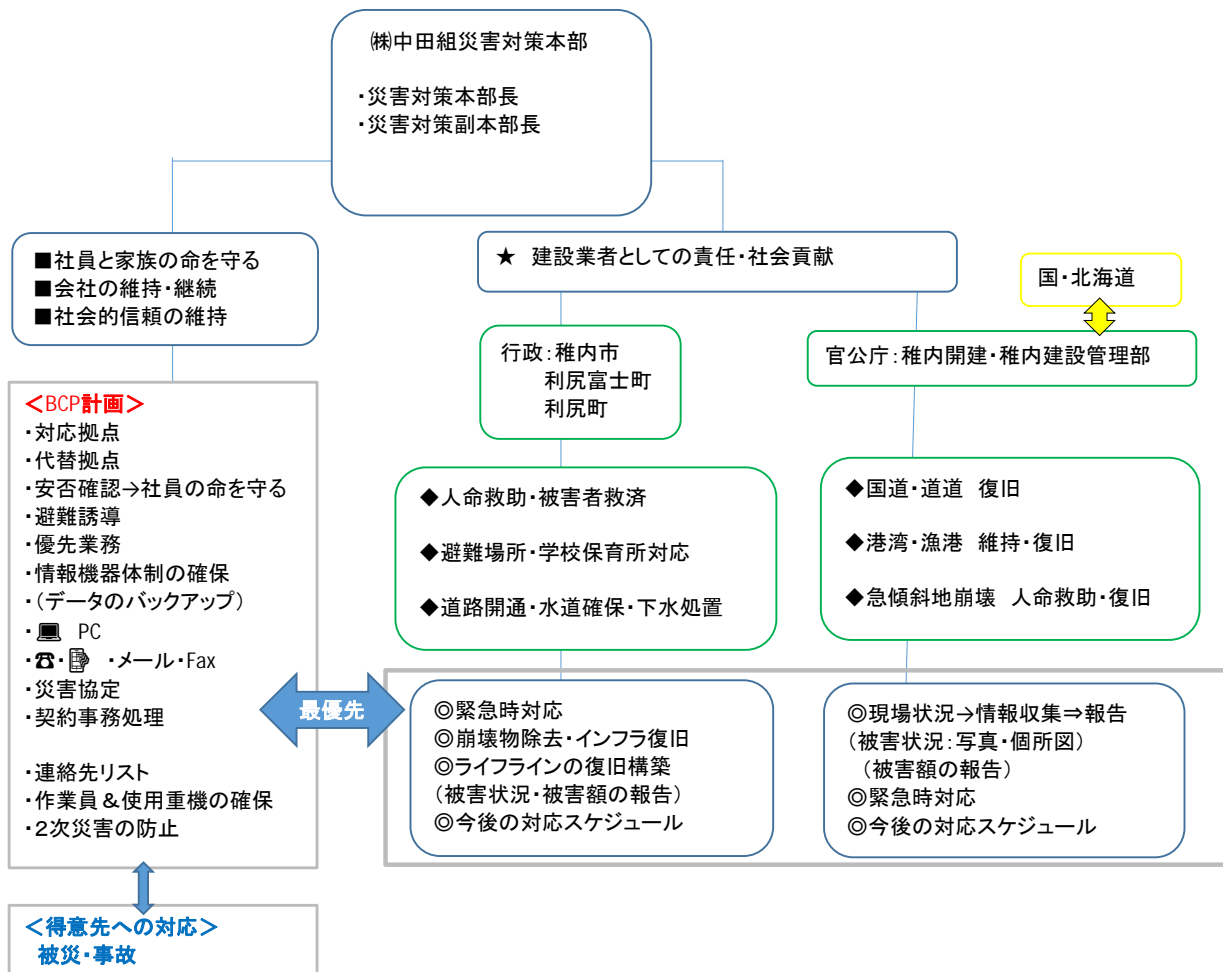 ㈱中田組災害対策本部
・災害対策本部長
・災害対策副本部長
■社員と家族の命を守る
■会社の維持・継続
■社会的信頼の維持
★ 建設業者としての責任・社会貢献
国・北海道
行政：稚内市
利尻富士町
利尻町
官公庁：稚内開建・稚内建設管理部
＜BCP計画＞
・対応拠点
・代替拠点
・安否確認→社員の命を守る
・避難誘導
・優先業務
・情報機器体制の確保
・（データのバックアップ）
・💻 PC
・☎・📱 ・メール・Fax
・災害協定
・契約事務処理
・連絡先リスト
・作業員＆使用重機の確保
・２次災害の防止
◆人命救助・被害者救済
◆避難場所・学校保育所対応
◆道路開通・水道確保・下水処置
◆国道・道道 復旧
◆港湾・漁港 維持・復旧
◆急傾斜地崩壊 人命救助・復旧
最優先
◎緊急時対応
◎崩壊物除去・インフラ復旧
◎ライフラインの復旧構築
（被害状況・被害額の報告）
◎今後の対応スケジュール
◎現場状況→情報収集⇒報告
（被害状況：写真・個所図）
（被害額の報告）
◎緊急時対応
◎今後の対応スケジュール
＜得意先への対応＞
被災・事故